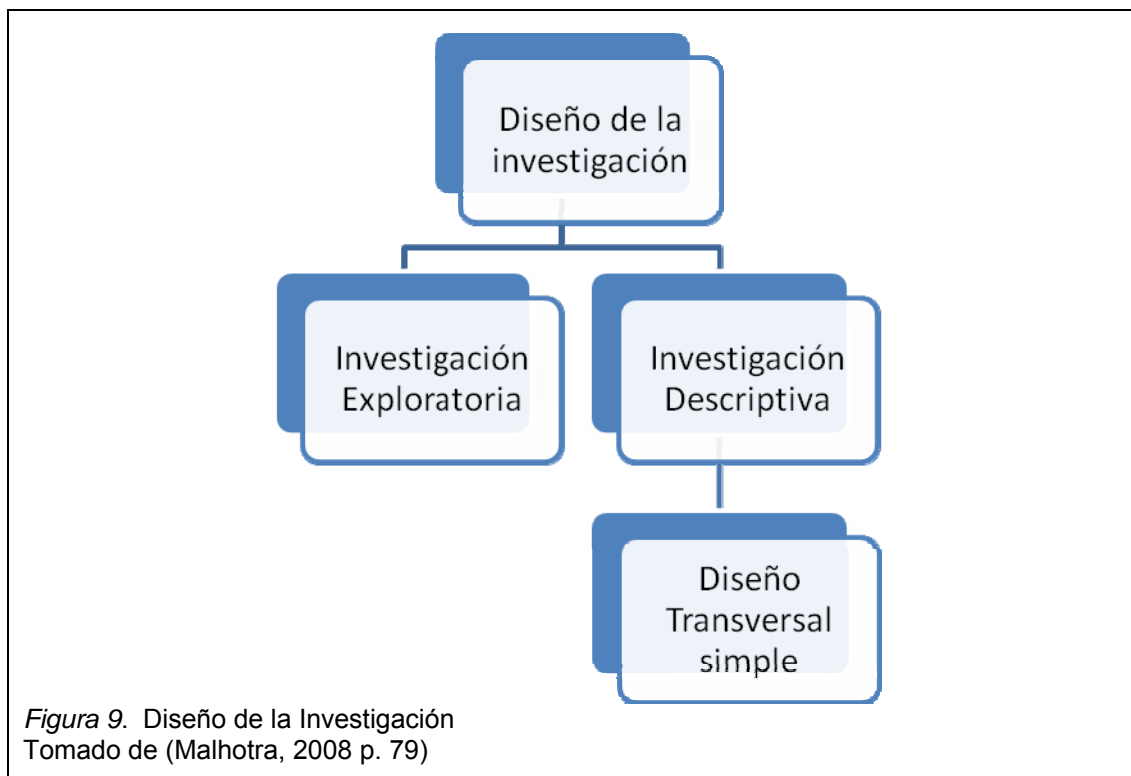 Diseño de la
investigación
Investigación
Exploratoria
Investigación
Descriptiva
Diseño
Transversal
simple
Figura 9.  Diseño de la Investigación
Tomado de (Malhotra, 2008 p. 79)